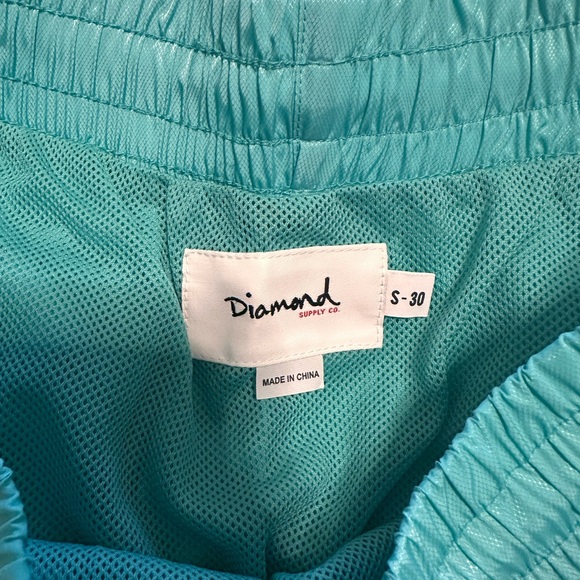 Diamond
SUPPLY CO.
S-30
MADE IN CHINA